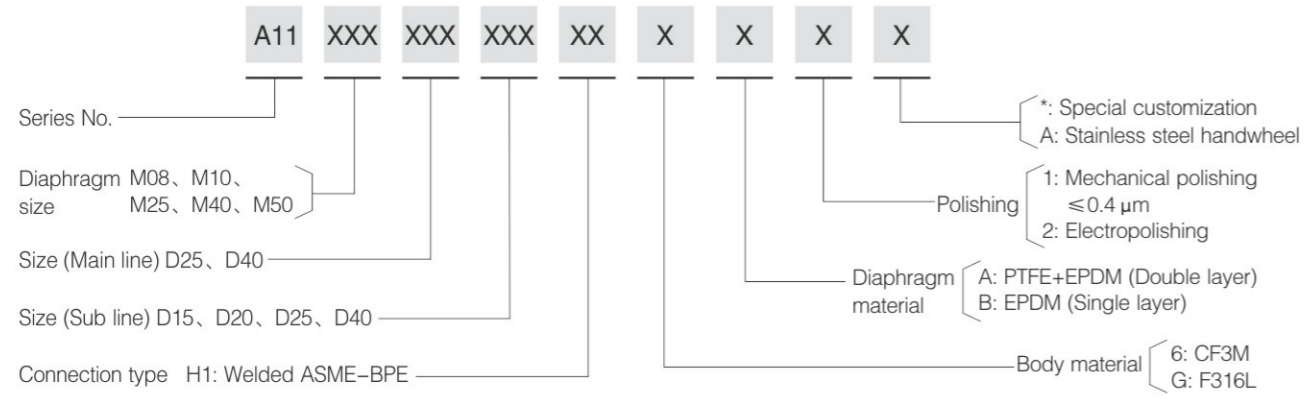 A11 XXX XXX XXX XX X X X X
Series No.
Diaphragm size M08、M10、
M25、M40、M50
Size (Main line) D25、D40
Size (Sub line) D15、D20、D25、D40
Connection type H1: Welded ASME–BPE
*: Special customization
A: Stainless steel handwheel
Polishing
1: Mechanical polishing
≤0.4 μm
2: Electropolishing
Diaphragm
material
A: PTFE+EPDM (Double layer)
B: EPDM (Single layer)
Body material
6: CF3M
G: F316L